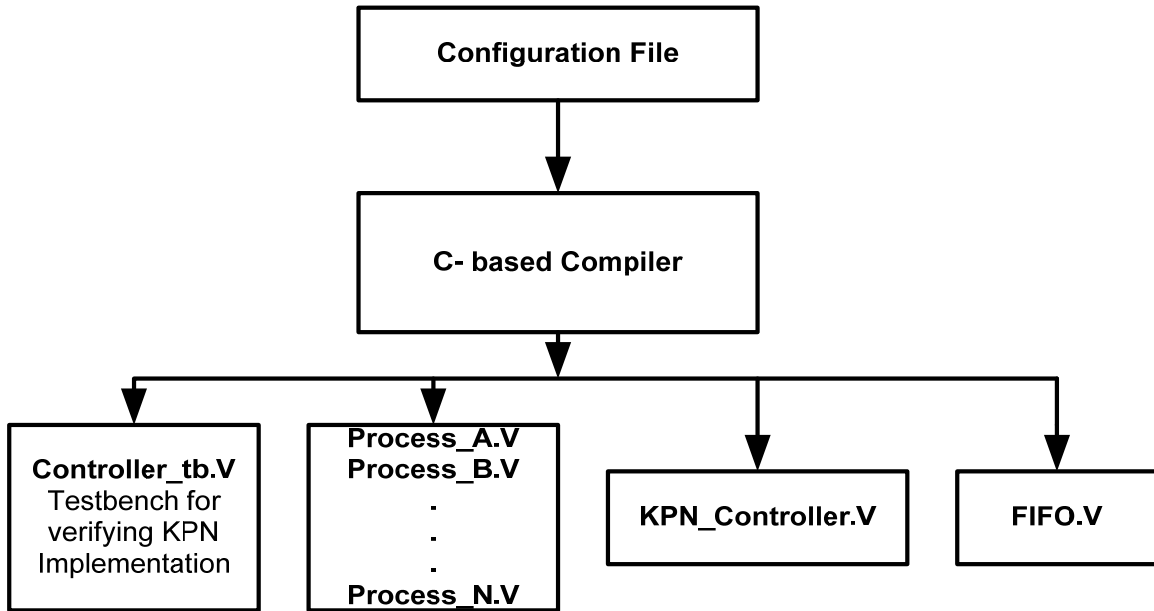 Configuration File
C- based Compiler
Controller_tb.V
Testbench for
verifying KPN
Implementation
Process_A.V
Process_B.V
.
.
.
Process_N.V
KPN_Controller.V
FIFO.V